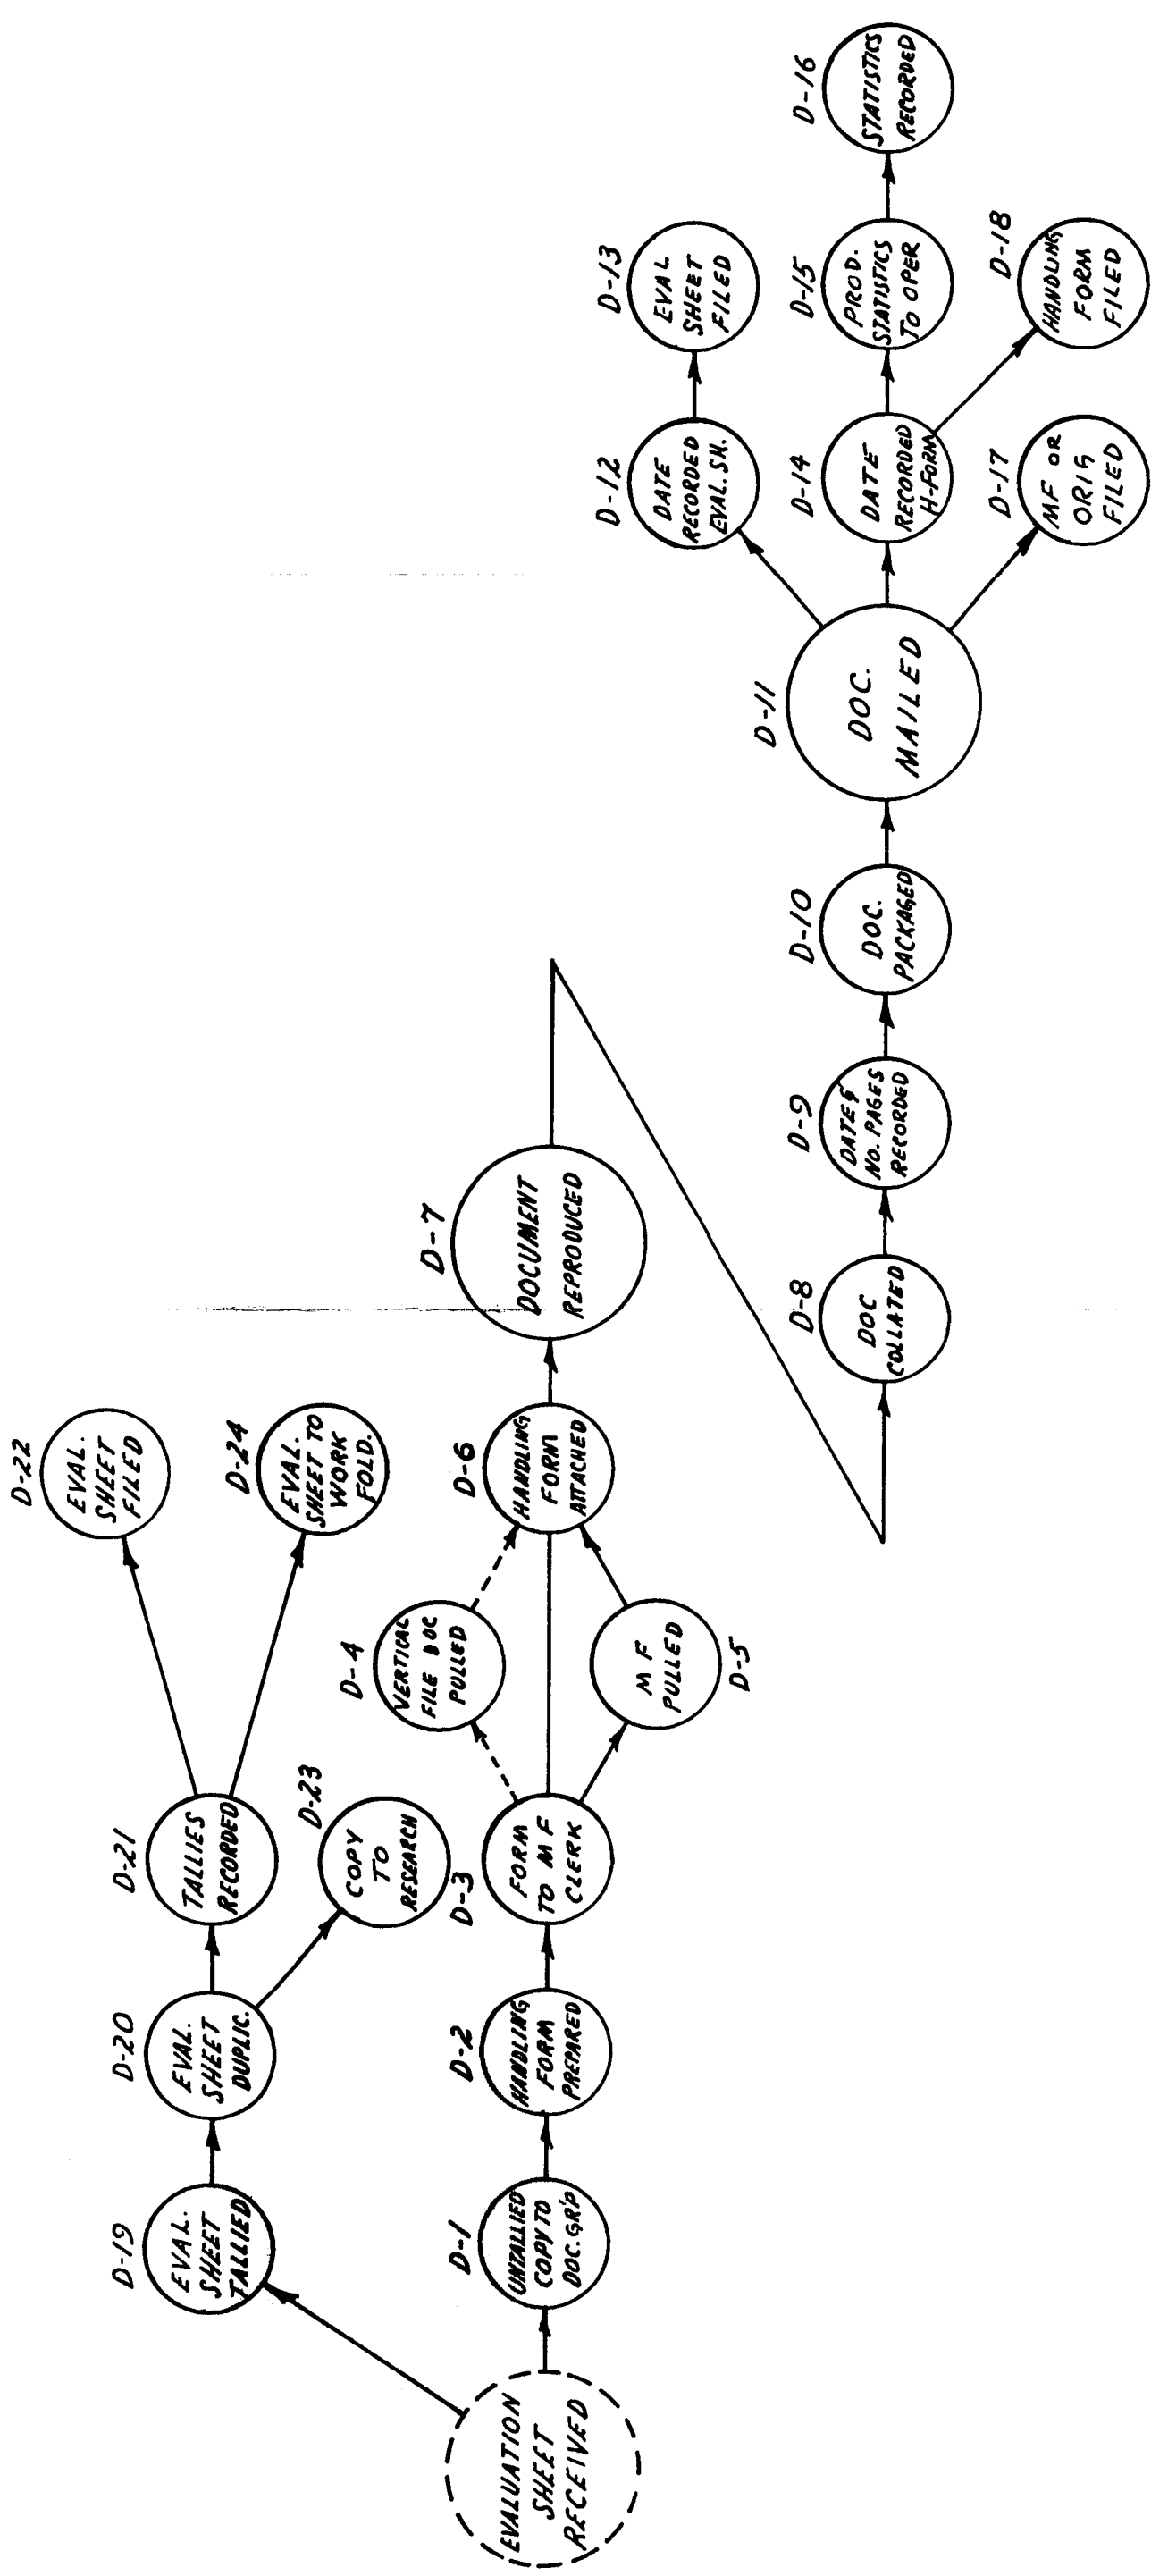 EVALUATION
SHEET
RECEIVED
D-19
EVAL.
SHEET
TALLIED
D-20
EVAL.
SHEET
DUPLIC.
D-21
TALLIES
RECORDED
D-22
EVAL.
SHEET
FILED
D-23
COPY
TO
RESEARCH
D-24
EVAL.
SHEET TO
WORK
FOLD.
D-1
UNTALLIED
COPY TO
DOC. GR'P
D-2
HANDLING
FORM
PREPARED
D-3
FORM
TO MF
CLERK
D-4
VERTICAL
FILE DOC
PULLED
D-5
MF
PULLED
D-6
HANDLING
FORM
ATTACHED
D-7
DOCUMENT
REPRODUCED
D-8
DOC
COLLATED
D-9
DATE &
NO. PAGES
RECORDED
D-10
DOC.
PACKAGED
D-11
DOC.
MAILED
D-12
DATE
RECORDED
EVAL. SH.
D-13
EVAL
SHEET
FILED
D-14
DATE
RECORDED
H-FORM
D-15
PROD.
STATISTICS
TO OPER
D-16
STATISTICS
RECORDED
D-17
MF OR
ORIG
FILED
D-18
HANDLING
FORM
FILED